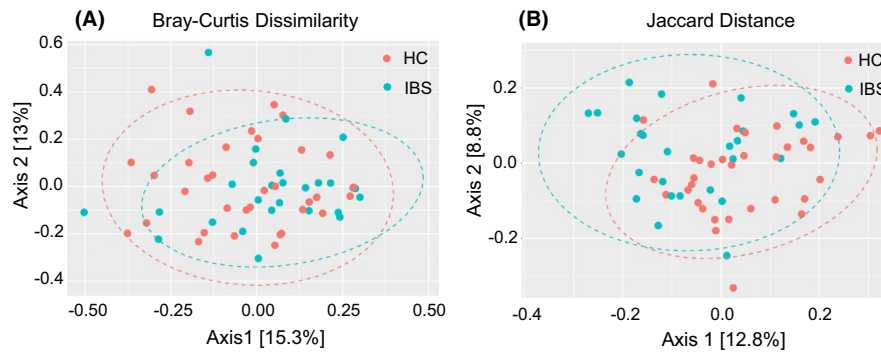 (A) Bray-Curtis Dissimilarity
HC
IBS
0.6
0.4
0.2
0.0
-0.2
-0.4
Axis 2 [13%]
-0.50
-0.25
0.00
0.25
0.50
Axis1 [15.3%]
(B) Jaccard Distance
HC
IBS
0.2
0.0
-0.2
Axis 2 [8.8%]
-0.4
-0.2
0.0
0.2
Axis 1 [12.8%]